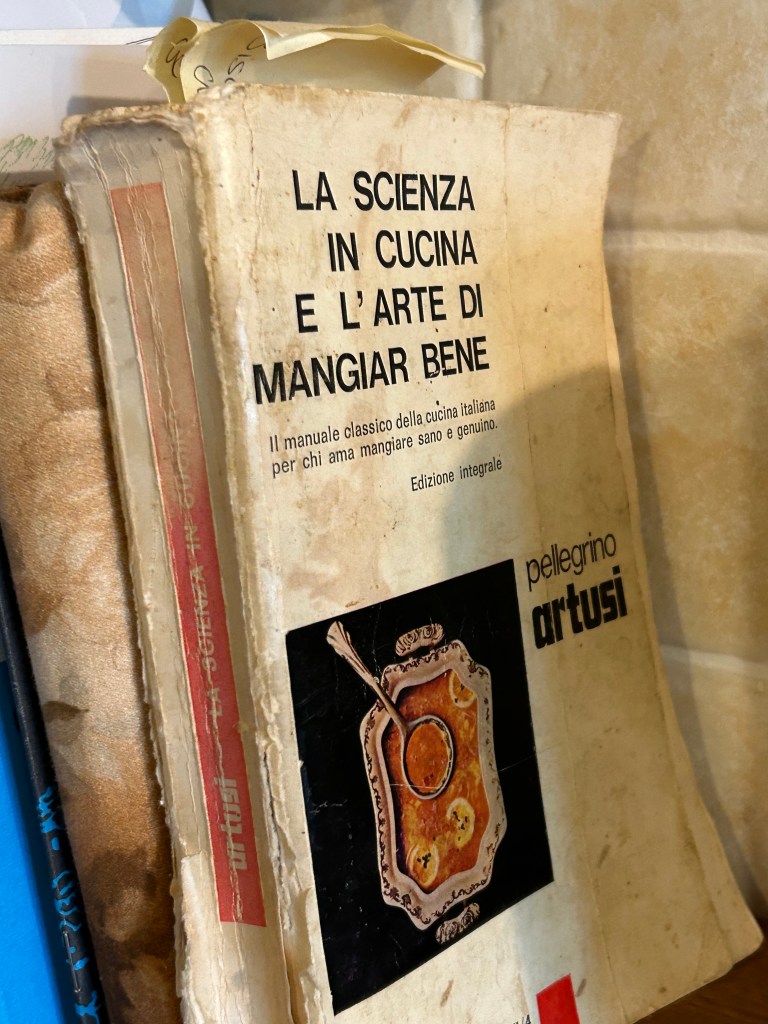 LA SCIENZA
IN CUCINA
E L'ARTE DI
MANGIAR BENE
Il manuale classico della cucina italiana
per chi ama mangiare sano e genuino.
Edizione integrale
pellegrino
artusi
artusi LA SCIENZA IN CUCINA